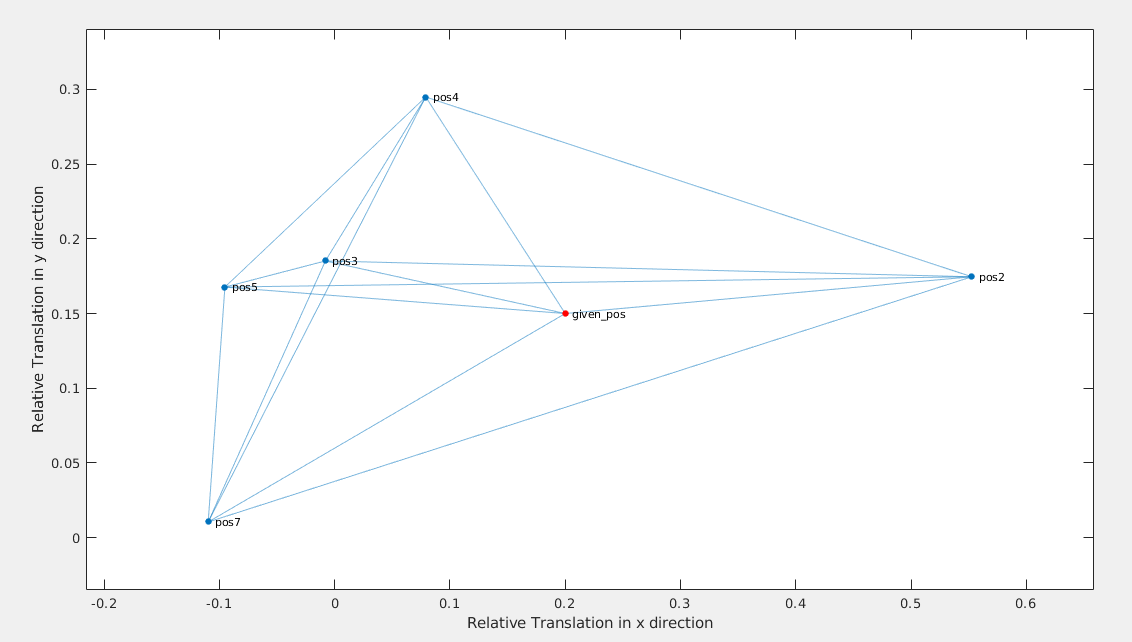 0.3
0.25
0.2
0.15
0.1
0.05
0
Relative Translation in y direction
pos4
pos3
pos5
pos2
given_pos
pos7
-0.2 -0.1 0 0.1 0.2 0.3 0.4 0.5 0.6
Relative Translation in x direction